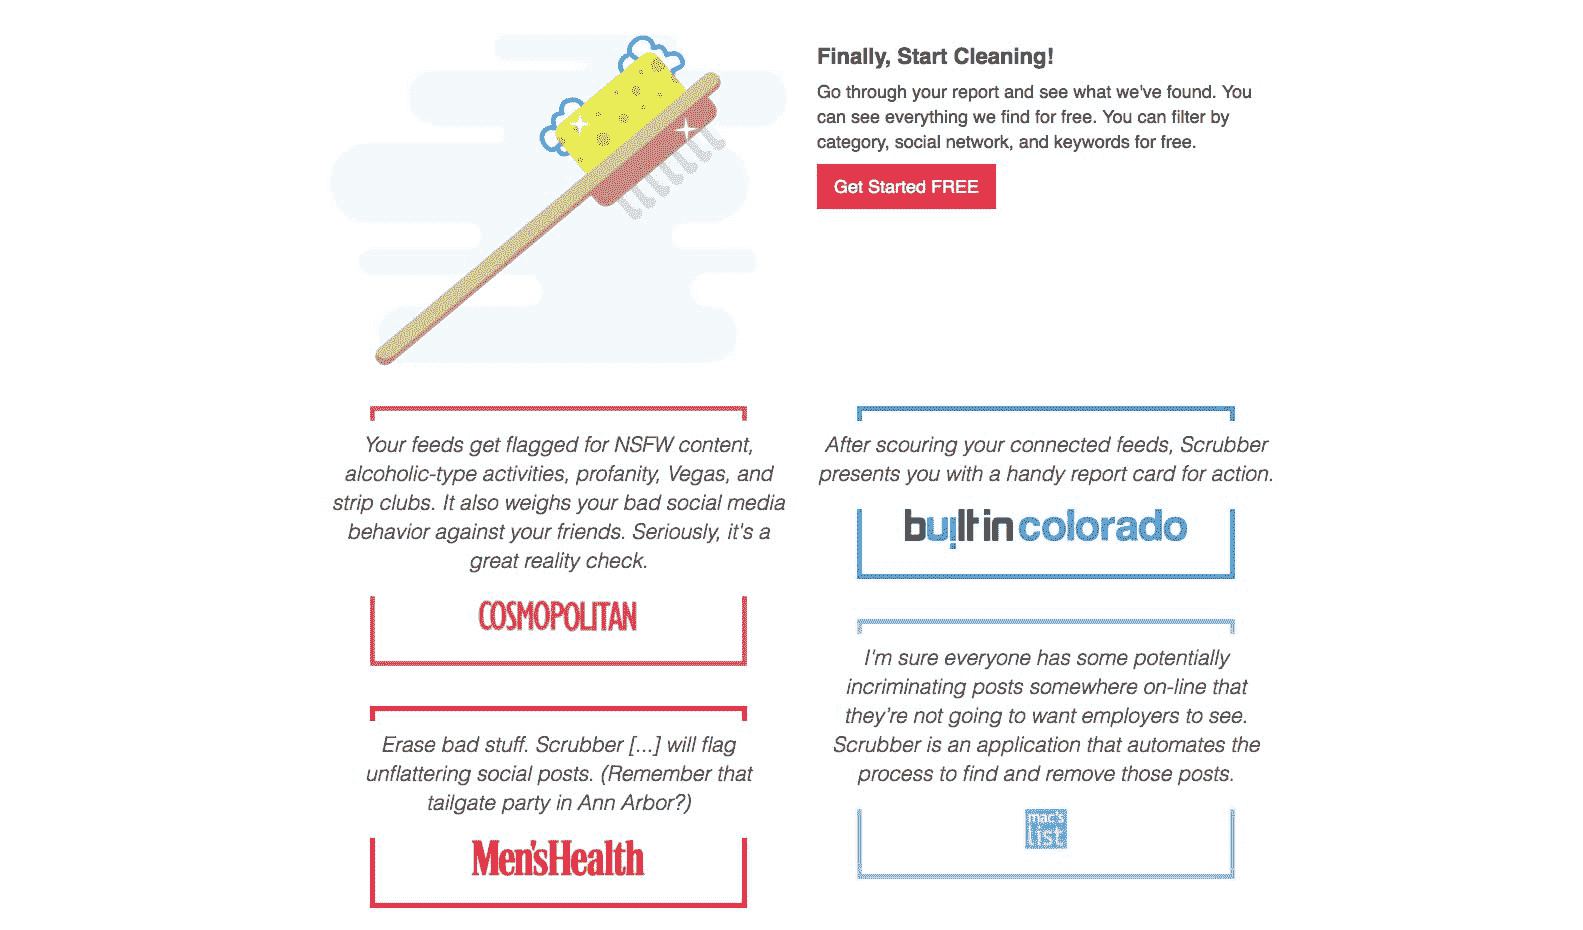 Finally, Start Cleaning!
Go through your report and see what we've found. You
can see everything we find for free. You can filter by
category, social network, and keywords for free.
Get Started FREE
Your feeds get flagged for NSFW content,
alcoholic-type activities, profanity, Vegas, and
strip clubs. It also weighs your bad social media
behavior against your friends. Seriously, it's a
great reality check.
COSMOPOLITAN
Erase bad stuff. Scrubber [...] will flag
unflattering social posts. (Remember that
tailgate party in Ann Arbor?)
Men'sHealth
After scouring your connected feeds, Scrubber
presents you with a handy report card for action.
builtin colorado
I'm sure everyone has some potentially
incriminating posts somewhere on-line that
they're not going to want employers to see.
Scrubber is an application that automates the
process to find and remove those posts.
mac's
list